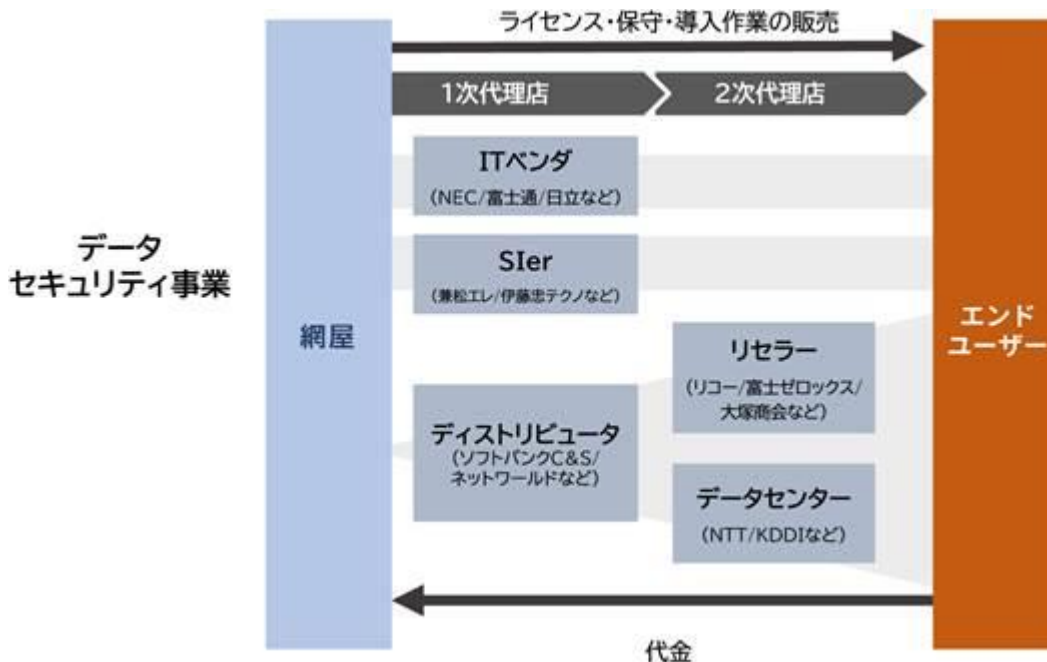 ライセンス・保守・導入作業の販売
1次代理店
2次代理店
データ
セキュリティ事業
網屋
ITベンダ
(NEC/富士通/日立など)
SIer
(兼松エレ/伊藤忠テクノなど)
ディストリビュータ
(ソフトバンクC&S/
ネットワールドなど)
リセラー
(リコー/富士ゼロックス/
大塚商会など)
データセンター
(NTT/KDDIなど)
エンド
ユーザー
代金